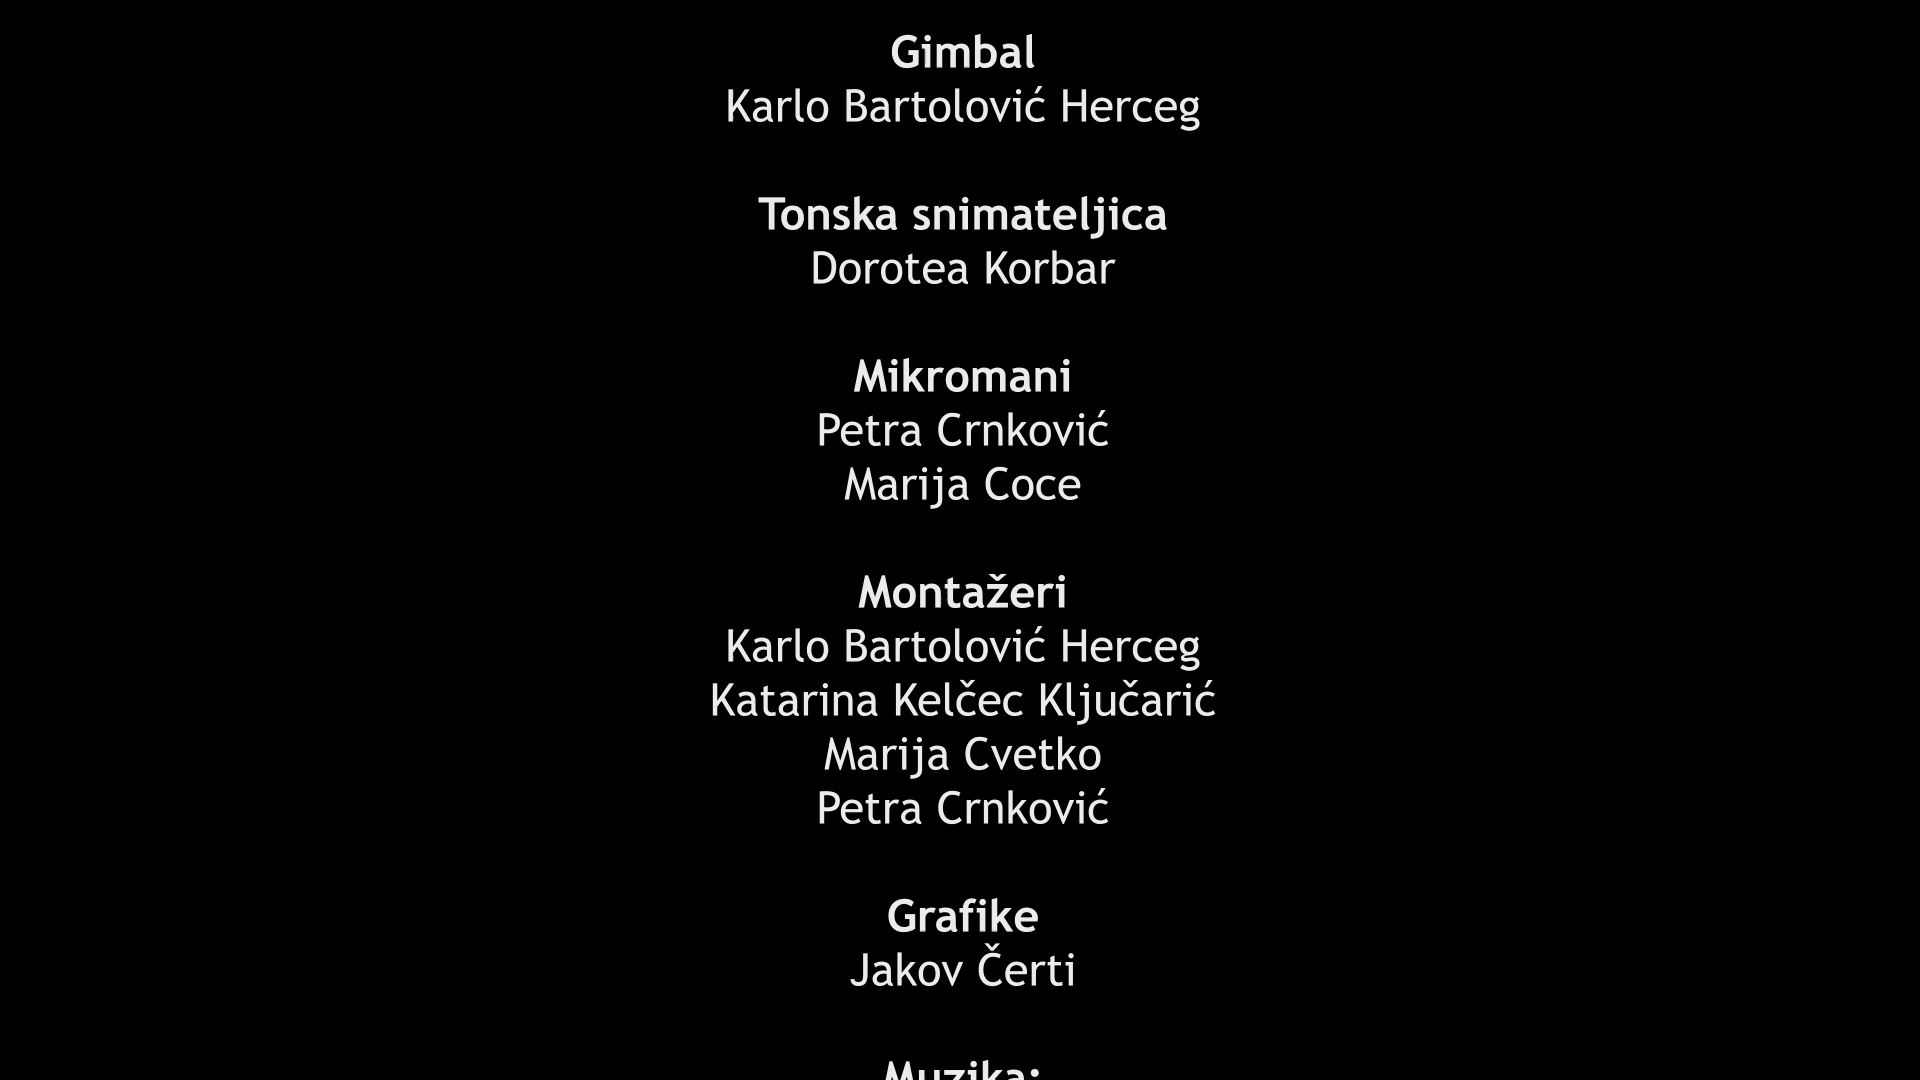 Gimbal
Karlo Bartolović Herceg
Tonska snimateljica
Dorotea Korbar
Mikromani
Petra Crnković
Marija Coce
Montažeri
Karlo Bartolović Herceg
Katarina Kelčec Ključarić
Marija Cvetko
Petra Crnković
Grafike
Jakov Čerti
Muzika: